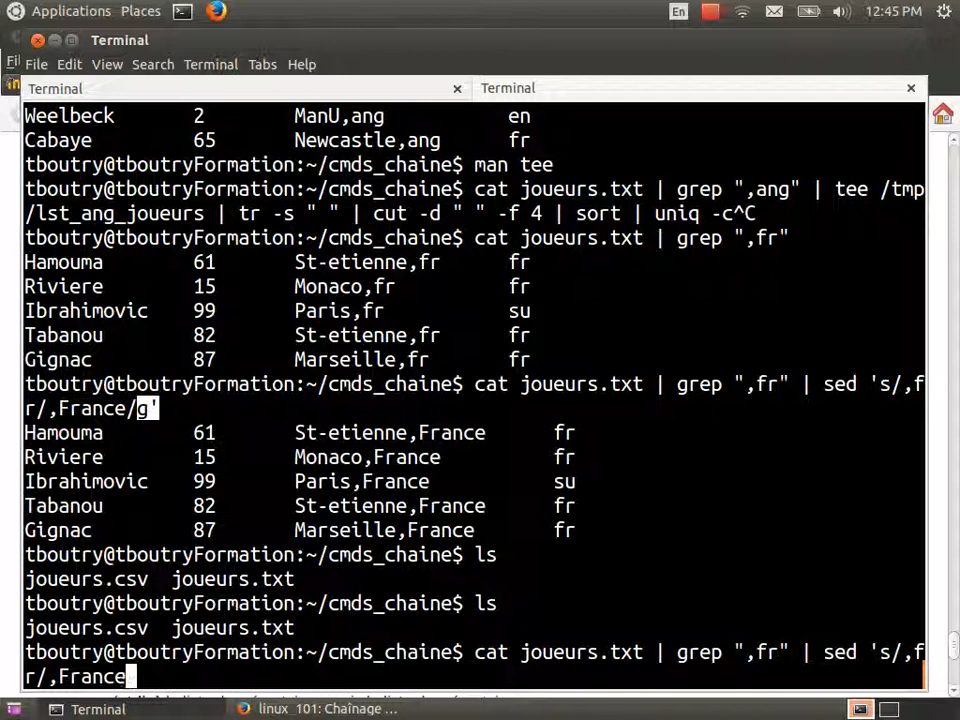 Applications Places En 12:45 PM
Terminal
File Edit View Search Terminal Tabs Help
Terminal × Terminal ×
Weelbeck 2 ManU,ang en
Cabaye 65 Newcastle,ang fr
tboutry@tboutryFormation:~/cmds_chaine$ man tee
tboutry@tboutryFormation:~/cmds_chaine$ cat joueurs.txt | grep ",ang" | tee /tmp
/lst_ang_joueurs | tr -s " " | cut -d " " -f 4 | sort | uniq -c^C
tboutry@tboutryFormation:~/cmds_chaine$ cat joueurs.txt | grep ",fr"
Hamouma 61 St-etienne,fr fr
Riviere 15 Monaco,fr fr
Ibrahimovic 99 Paris,fr su
Tabanou 82 St-etienne,fr fr
Gignac 87 Marseille,fr fr
tboutry@tboutryFormation:~/cmds_chaine$ cat joueurs.txt | grep ",fr" | sed 's/,f
r/,France/g'
Hamouma 61 St-etienne,France fr
Riviere 15 Monaco,France fr
Ibrahimovic 99 Paris,France su
Tabanou 82 St-etienne,France fr
Gignac 87 Marseille,France fr
tboutry@tboutryFormation:~/cmds_chaine$ ls
joueurs.csv joueurs.txt
tboutry@tboutryFormation:~/cmds_chaine$ ls
joueurs.csv joueurs.txt
tboutry@tboutryFormation:~/cmds_chaine$ cat joueurs.txt | grep ",fr" | sed 's/,f
r/,France
Terminal linux_101: Chaînage ...